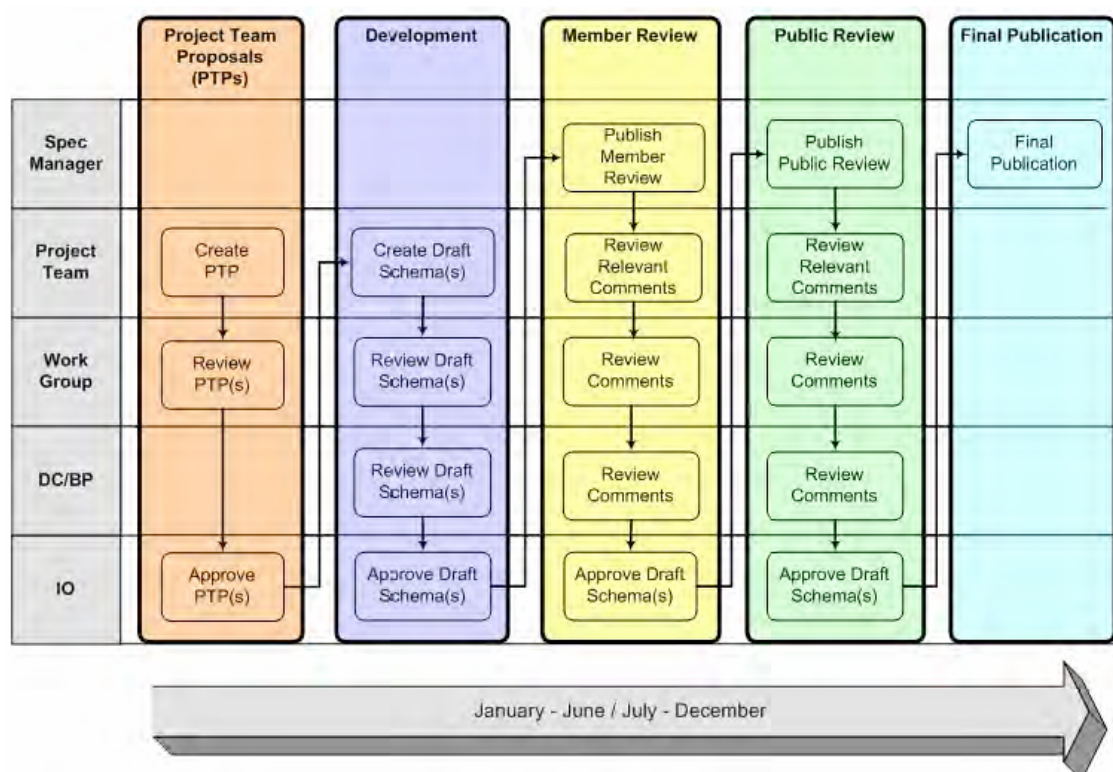 Project Team
Proposals
(PTPs)
Development
Member Review
Public Review
Final Publication
Spec
Manager
Publish
Member
Review
Publish
Public Review
Final
Publication
Project
Team
Create
PTP
Create Draft
Schema(s)
Review
Relevant
Comments
Review
Relevant
Comments
Work
Group
Review
PTP(s)
Review Draft
Schema(s)
Review
Comments
Review
Comments
DC/BP
Review Draft
Schema(s)
Review
Comments
Review
Comments
IO
Approve
PTP(s)
Approve Draft
Schema(s)
Approve Draft
Schema(s)
Approve Draft
Schema(s)
January - June / July - December